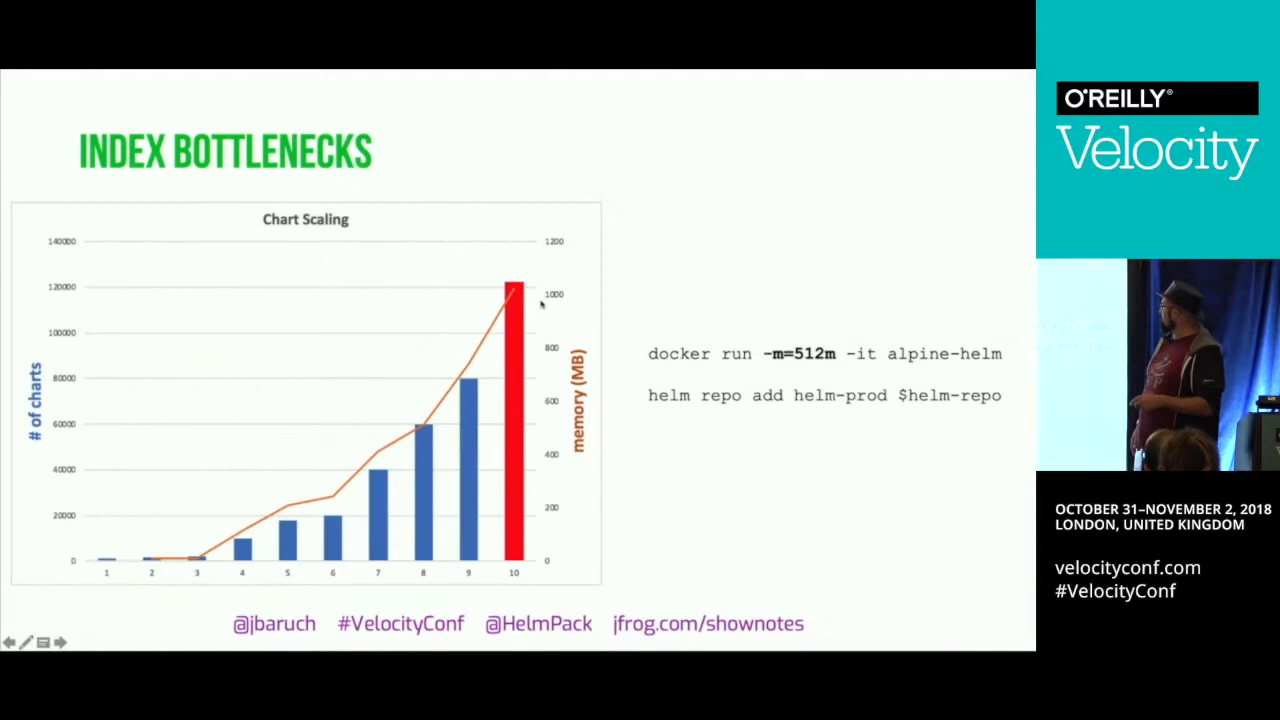 INDEX BOTTLENECKS
Chart Scaling
140000
120000
100000
80000
60000
40000
20000
0
# of charts
1200
1000
800
600
400
200
0
memory (MB)
1 2 3 4 5 6 7 8 9 10
docker run -m=512m -it alpine-helm
helm repo add helm-prod $helm-repo
@jbaruch #VelocityConf @HelmPack jfrog.com/shownotes
O'REILLY®
Velocity
OCTOBER 31–NOVEMBER 2, 2018
LONDON, UNITED KINGDOM
velocityconf.com
#VelocityConf